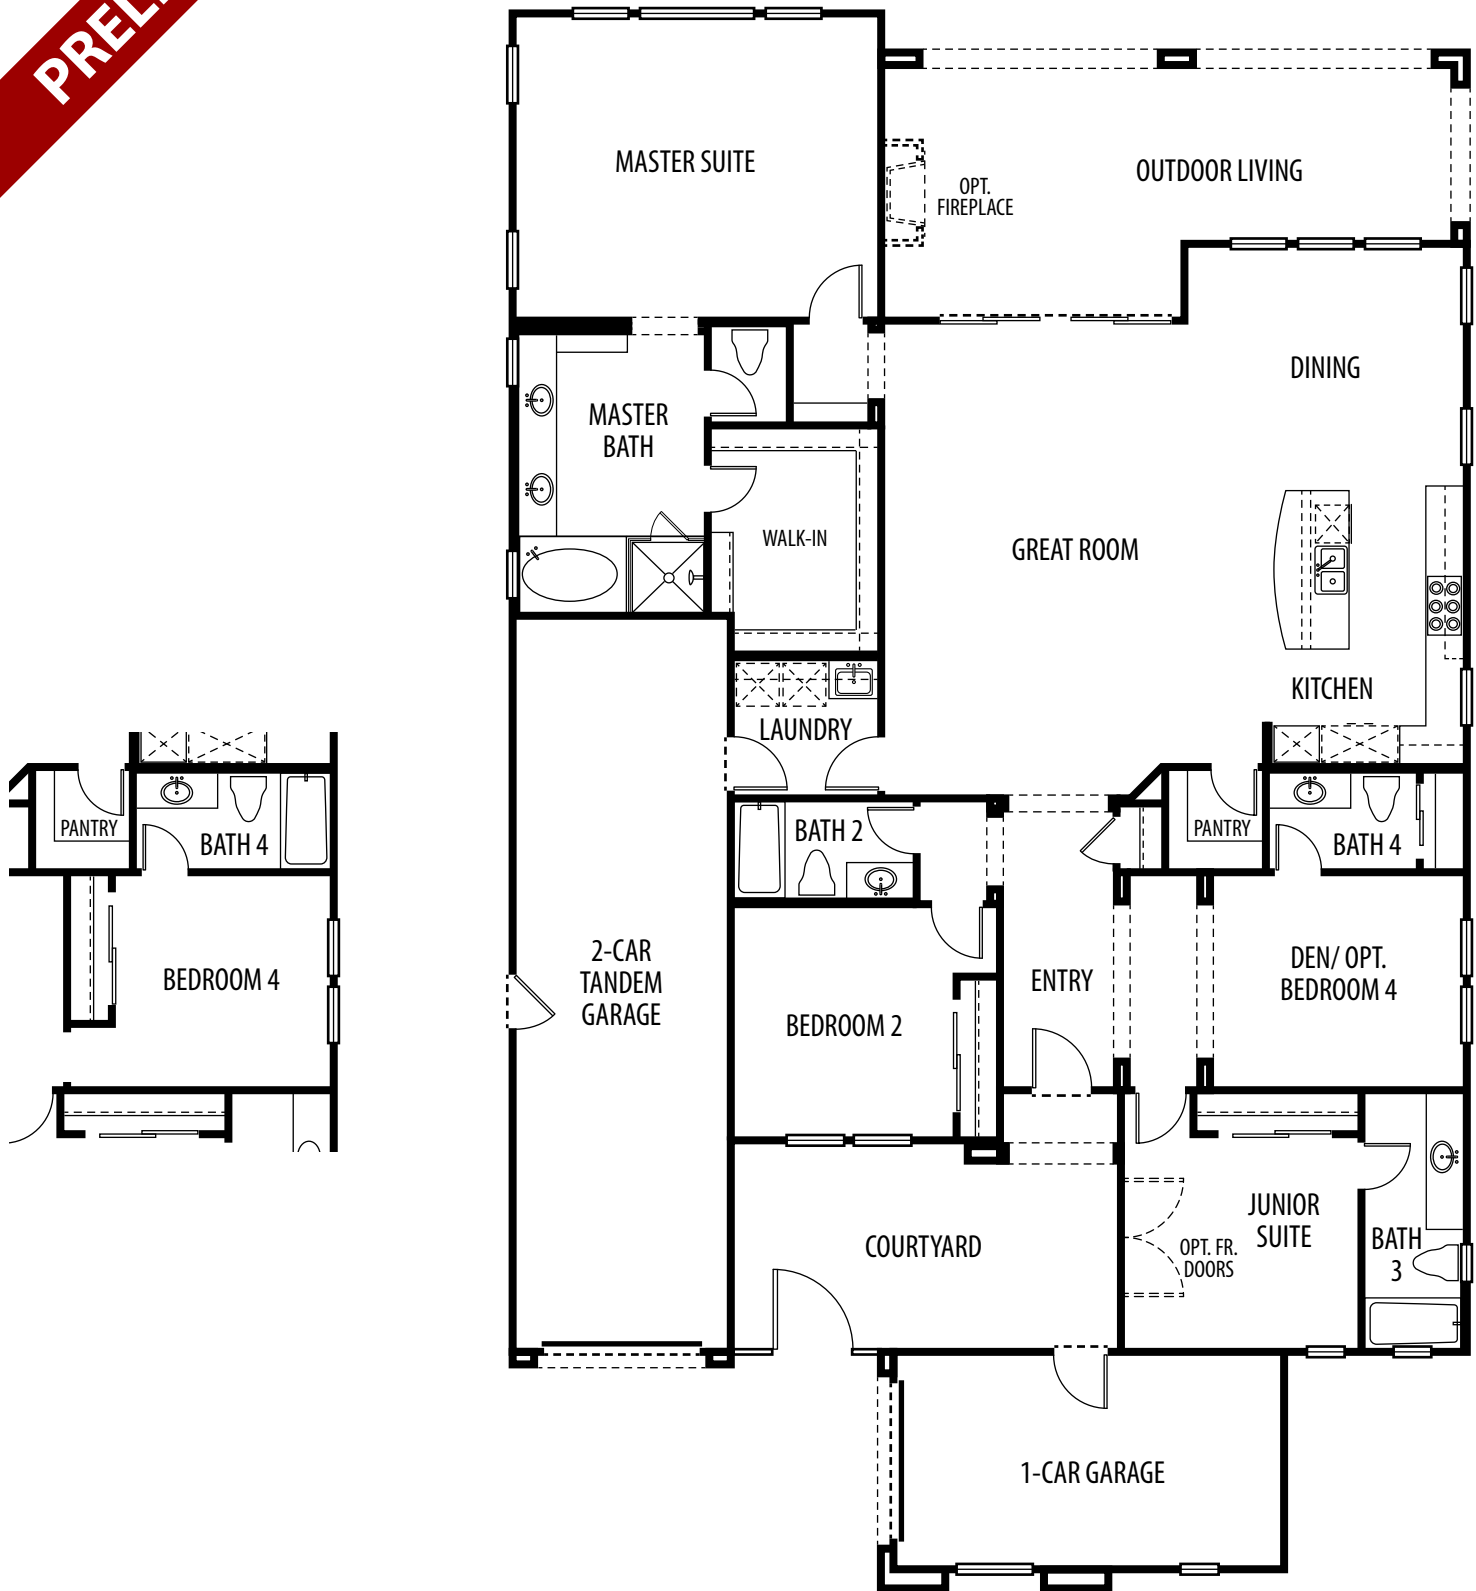 MASTER SUITE
OPT.
FIREPLACE
OUTDOOR LIVING
DINING
MASTER
BATH
WALK-IN
GREAT ROOM
KITCHEN
LAUNDRY
PANTRY
BATH 4
BATH 2
PANTRY
BATH 4
BEDROOM 4
2-CAR
TANDEM
GARAGE
BEDROOM 2
ENTRY
DEN/ OPT.
BEDROOM 4
COURTYARD
OPT. FR.
DOORS
JUNIOR
SUITE
BATH
3
1-CAR GARAGE